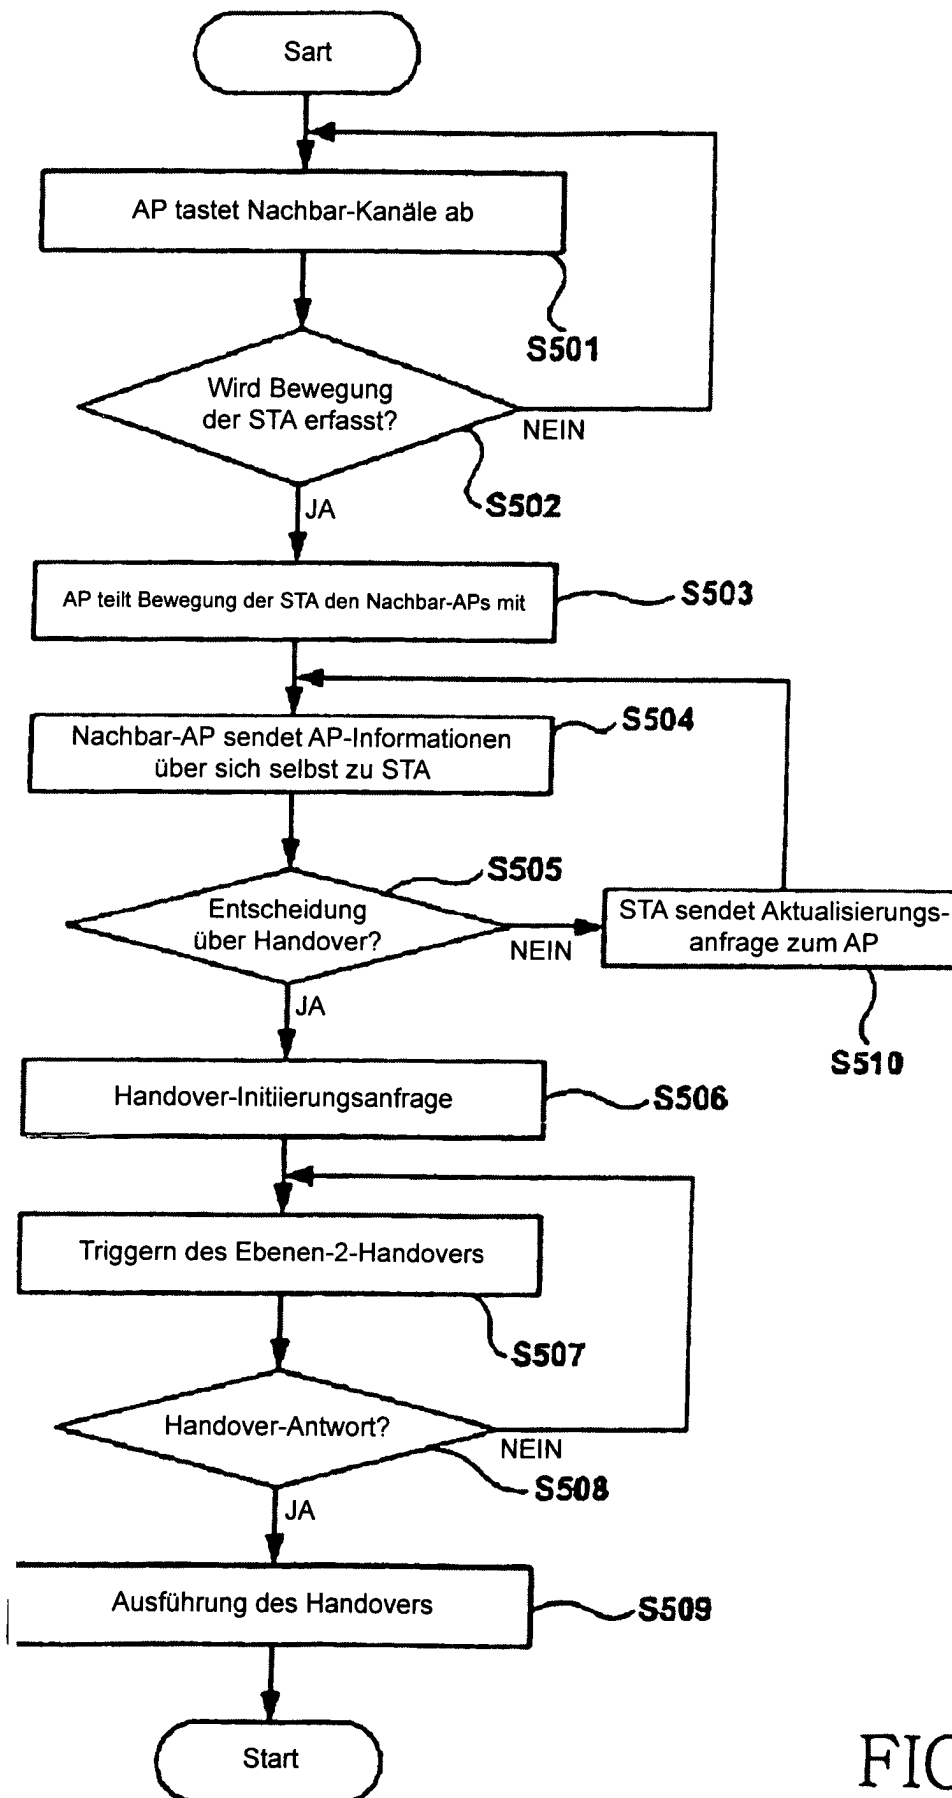 Sart
AP tastet Nachbar-Kanäle ab
S501
Wird Bewegung
der STA erfasst?
NEIN
S502
JA
AP teilt Bewegung der STA den Nachbar-APs mit
S503
Nachbar-AP sendet AP-Informationen
über sich selbst zu STA
S504
S505
Entscheidung
über Handover?
NEIN
STA sendet Aktualisierungs-
anfrage zum AP
S510
JA
Handover-Initiierungsanfrage
S506
Triggern des Ebenen-2-Handovers
S507
Handover-Antwort?
NEIN
S508
JA
Ausführung des Handovers
S509
Start